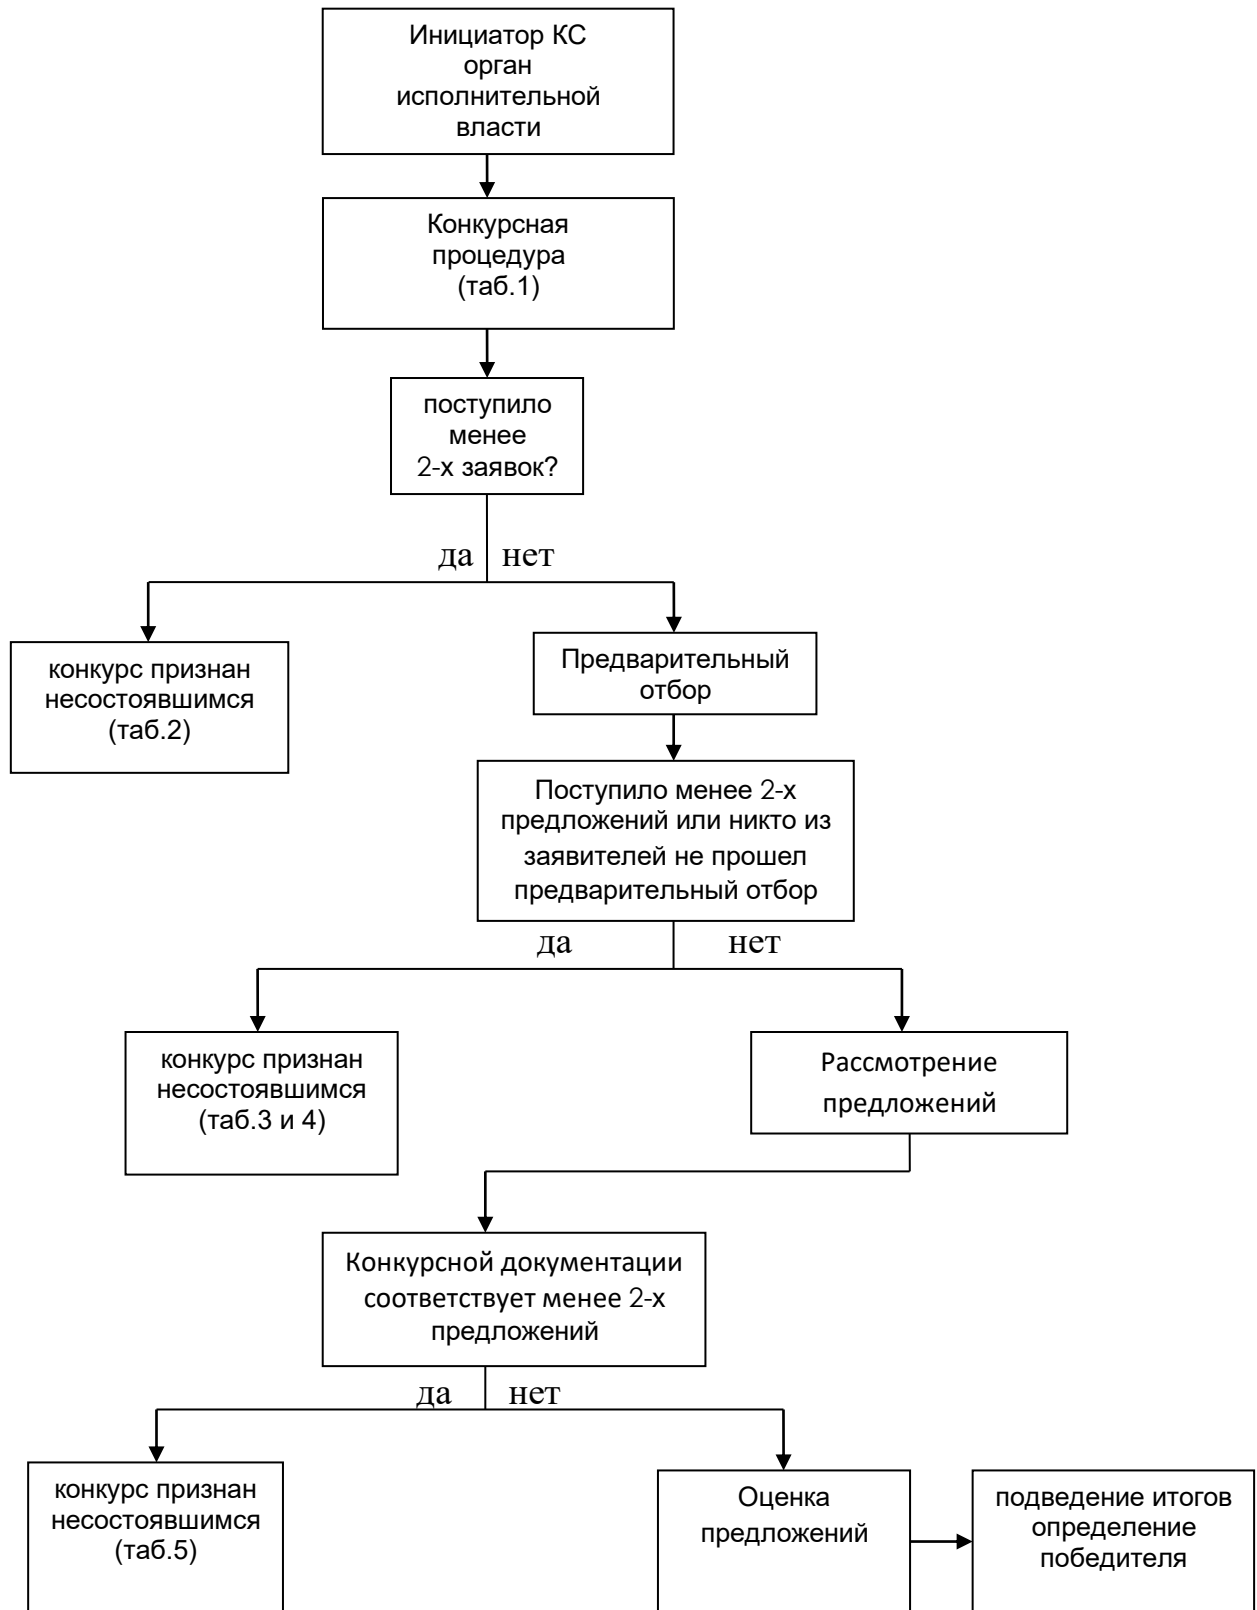 Инициатор КС
орган
исполнительной
власти
Конкурсная
процедура
(таб.1)
поступило
менее
2-х заявок?
да нет
конкурс признан
несостоявшимся
(таб.2)
Предварительный
отбор
Поступило менее 2-х
предложений или никто из
заявителей не прошел
предварительный отбор
да нет
конкурс признан
несостоявшимся
(таб.3 и 4)
Рассмотрение
предложений
Конкурсной документации
соответствует менее 2-х
предложений
да нет
конкурс признан
несостоявшимся
(таб.5)
Оценка
предложений
подведение итогов
определение
победителя